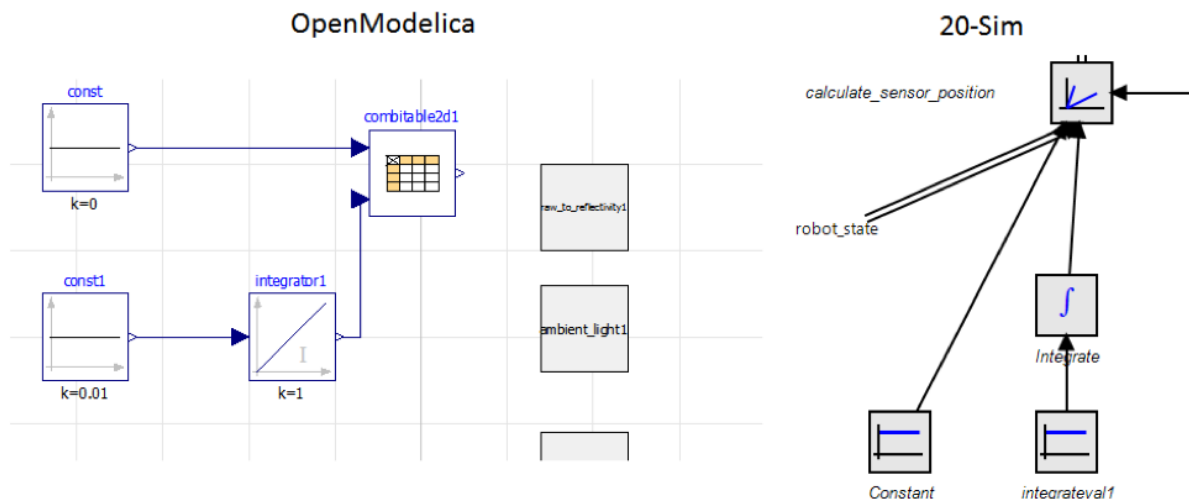 OpenModelica
20-Sim
const
k=0
combitable2d1
raw_to_reflectivity1
const1
k=0.01
integrator1
I
k=1
ambient_light1
calculate_sensor_position
robot_state
∫
Integrate
Constant
integrateval1